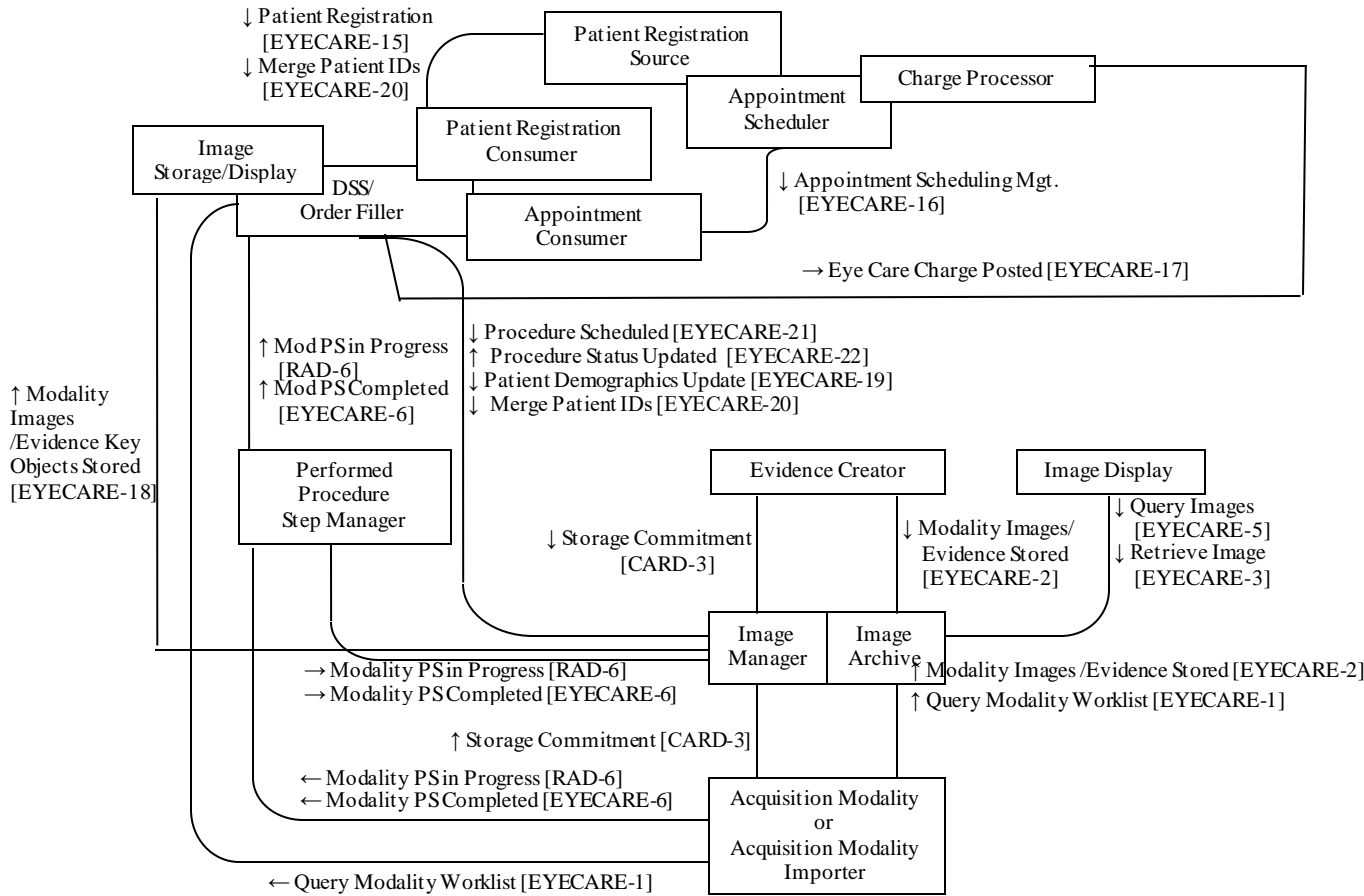 ↓ Patient Registration
[EYECARE-15]
↓ Merge Patient IDs
[EYECARE-20]
Patient Registration
Source
Charge Processor
Appointment
Scheduler
Patient Registration
Consumer
Image
Storage/Display
DSS/
Order Filler
Appointment
Consumer
↓ Appointment Scheduling Mgt.
[EYECARE-16]
→ Eye Care Charge Posted [EYECARE-17]
↑ Mod PS in Progress
[RAD-6]
↑ Mod PS Completed
[EYECARE-6]
↓ Procedure Scheduled [EYECARE-21]
↑ Procedure Status Updated [EYECARE-22]
↓ Patient Demographics Update [EYECARE-19]
↓ Merge Patient IDs [EYECARE-20]
↑ Modality
Images
/Evidence Key
Objects Stored
[EYECARE-18]
Performed
Procedure
Step Manager
Evidence Creator
Image Display
↓ Storage Commitment
[CARD-3]
↓ Modality Images/
Evidence Stored
[EYECARE-2]
↓ Query Images
[EYECARE-5]
↓ Retrieve Image
[EYECARE-3]
Image
Manager
Image
Archive
→ Modality PS in Progress [RAD-6]
→ Modality PS Completed [EYECARE-6]
↑ Modality Images /Evidence Stored [EYECARE-2]
↑ Query Modality Worklist [EYECARE-1]
↑ Storage Commitment [CARD-3]
← Modality PS in Progress [RAD-6]
← Modality PS Completed [EYECARE-6]
Acquisition Modality
or
Acquisition Modality
Importer
← Query Modality Worklist [EYECARE-1]